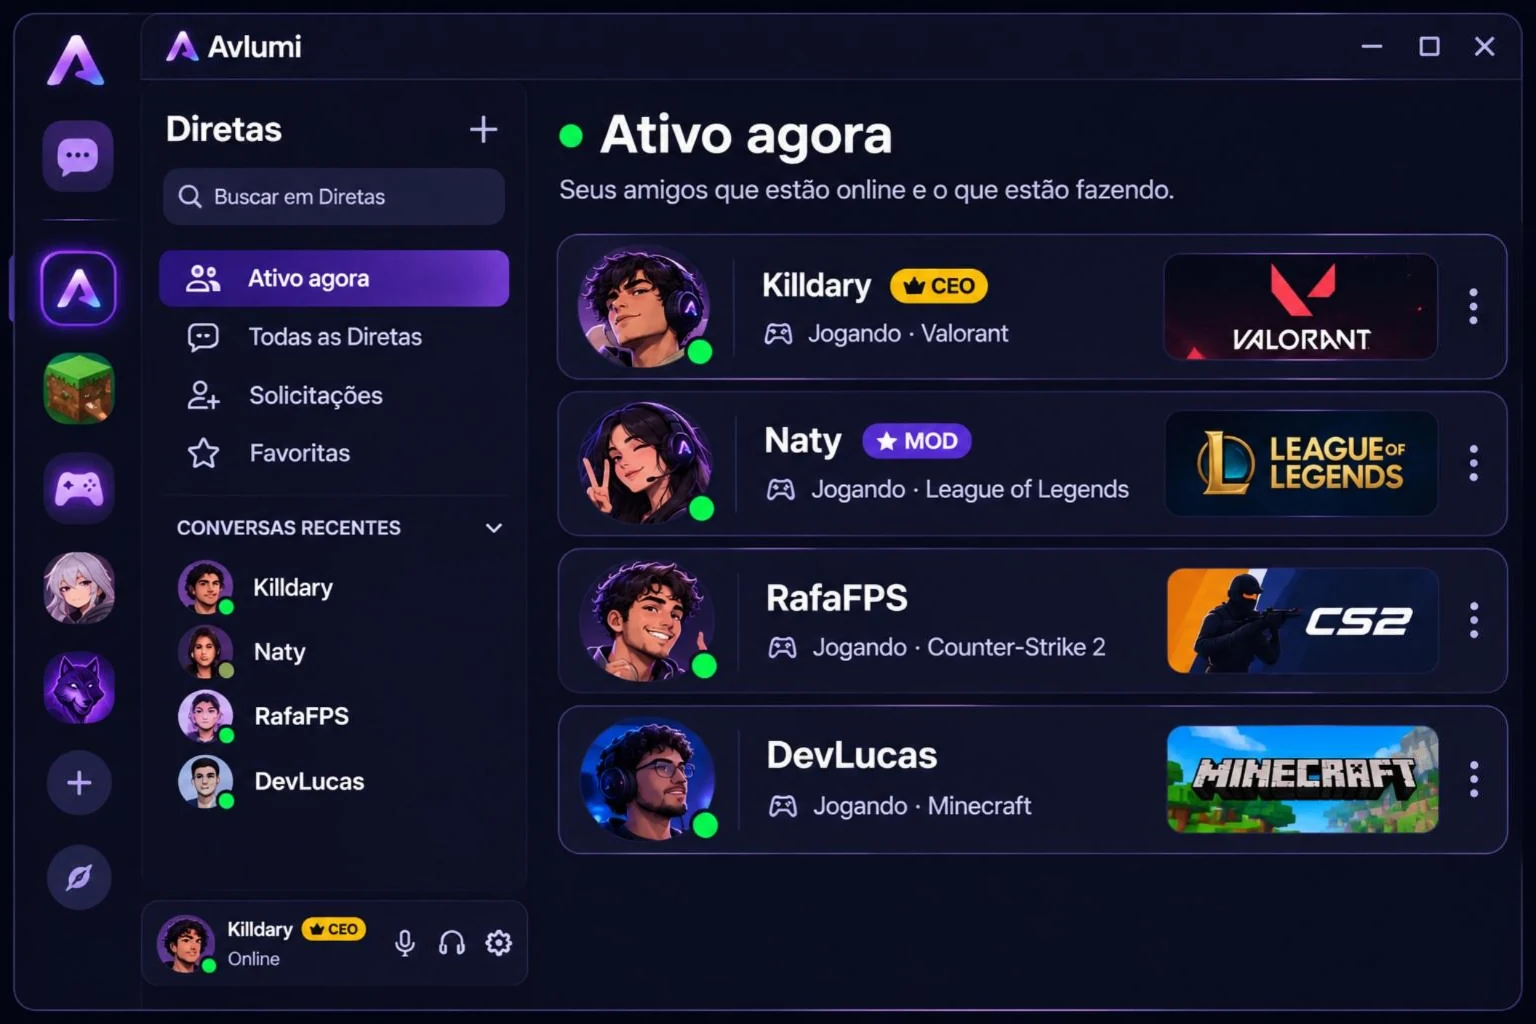 Avlumi
Diretas
Buscar em Diretas
Ativo agora
Todas as Diretas
Solicitações
Favoritas
CONVERSAS RECENTES
Killdary
Naty
RafaFPS
DevLucas
Killdary CEO
Online
Ativo agora
Seus amigos que estão online e o que estão fazendo.
Killdary CEO
Jogando · Valorant
VALORANT
Naty MOD
Jogando · League of Legends
LEAGUE OF
LEGENDS
RafaFPS
Jogando · Counter-Strike 2
CS2
DevLucas
Jogando · Minecraft
MINECRAFT